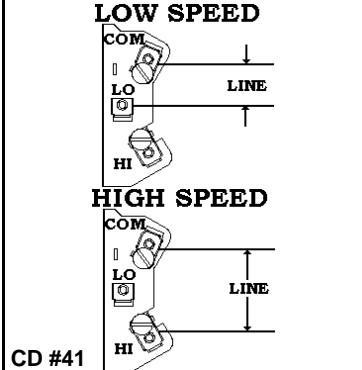 LOW SPEED
COM
LO
LINE
HI
HIGH SPEED
COM
LO
LINE
HI
CD #41